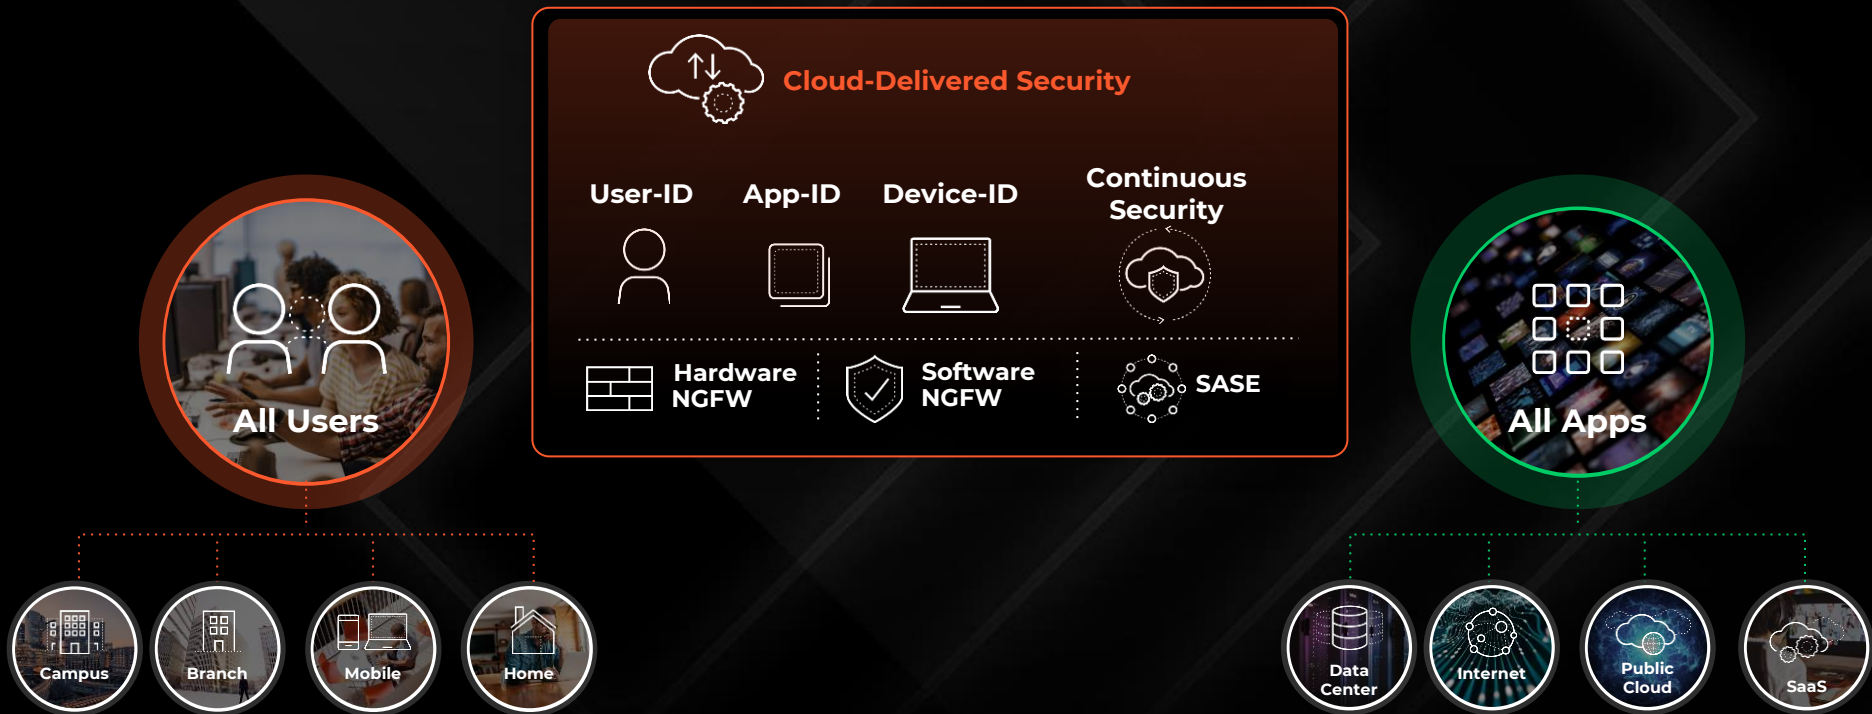 Cloud-Delivered Security
User-ID
App-ID
Device-ID
Continuous
Security
Hardware
NGFW
Software
NGFW
SASE
All Users
Campus
Branch
Mobile
Home
All Apps
Data
Center
Internet
Public
Cloud
SaaS